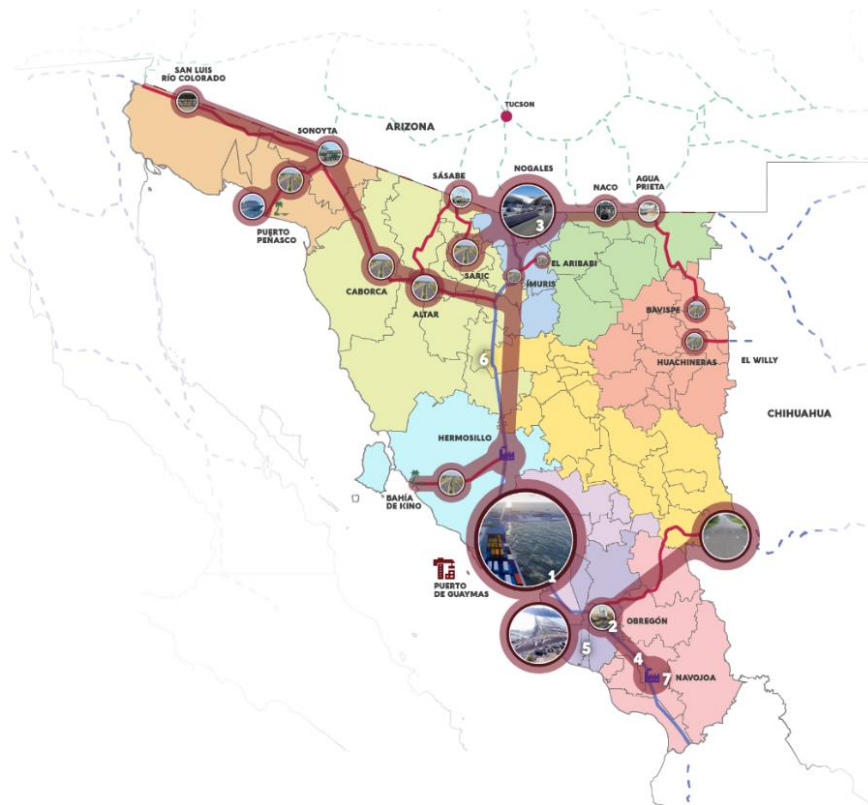 SAN LUIS
RÍO COLORADO
SONOYTA
ARIZONA
TUCSON
SÁSABE
NOGALES
NACO
AGUA
PRIETA
3
PUERTO
PEÑASCO
SARIC
EL ARIBABI
ÍMURIS
CABORCA
ALTAR
BAVISPE
HUACHINERAS
EL WILLY
6
CHIHUAHUA
HERMOSILLO
BAHÍA
DE KINO
1
PUERTO
DE GUAYMAS
2
OBREGÓN
5
4
7
NAVOJOA